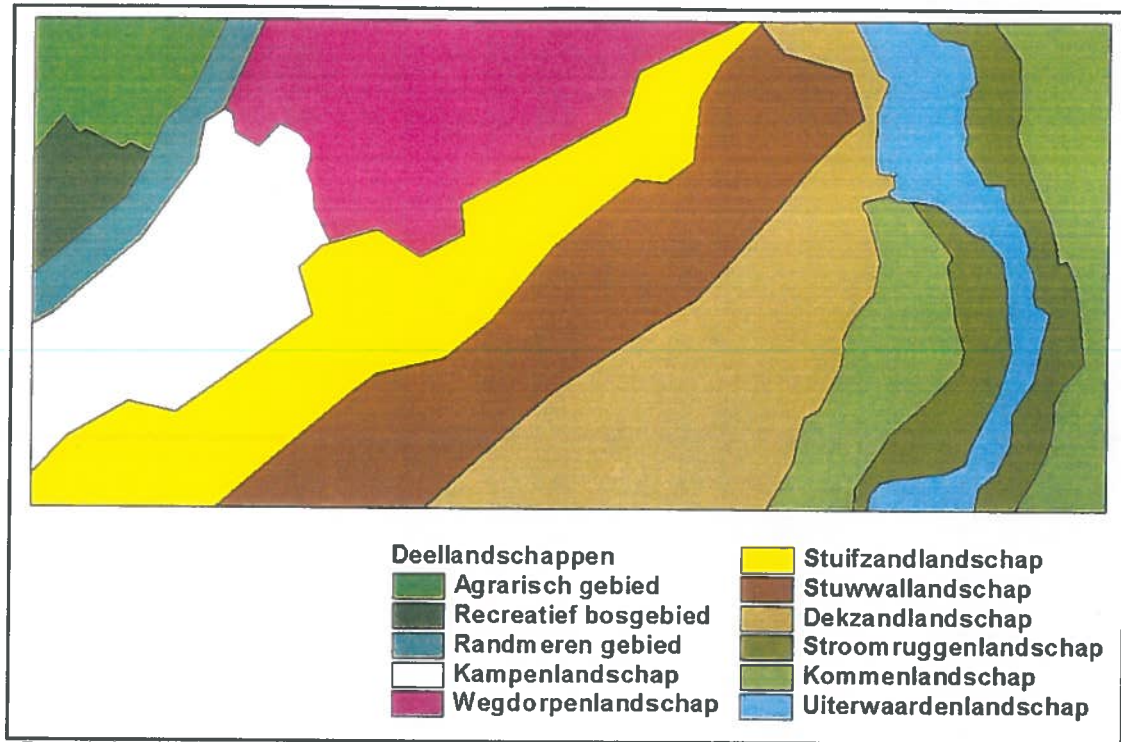 Deellandschappen
Agrarisch gebied
Recreatief bosgebied
Randmeren gebied
Kampenlandschap
Wegdorpenlandschap
Stuifzandlandschap
Stuwwallandschap
Dekzandlandschap
Stroomruggenlandschap
Kommenlandschap
Uiterwaardenlandschap